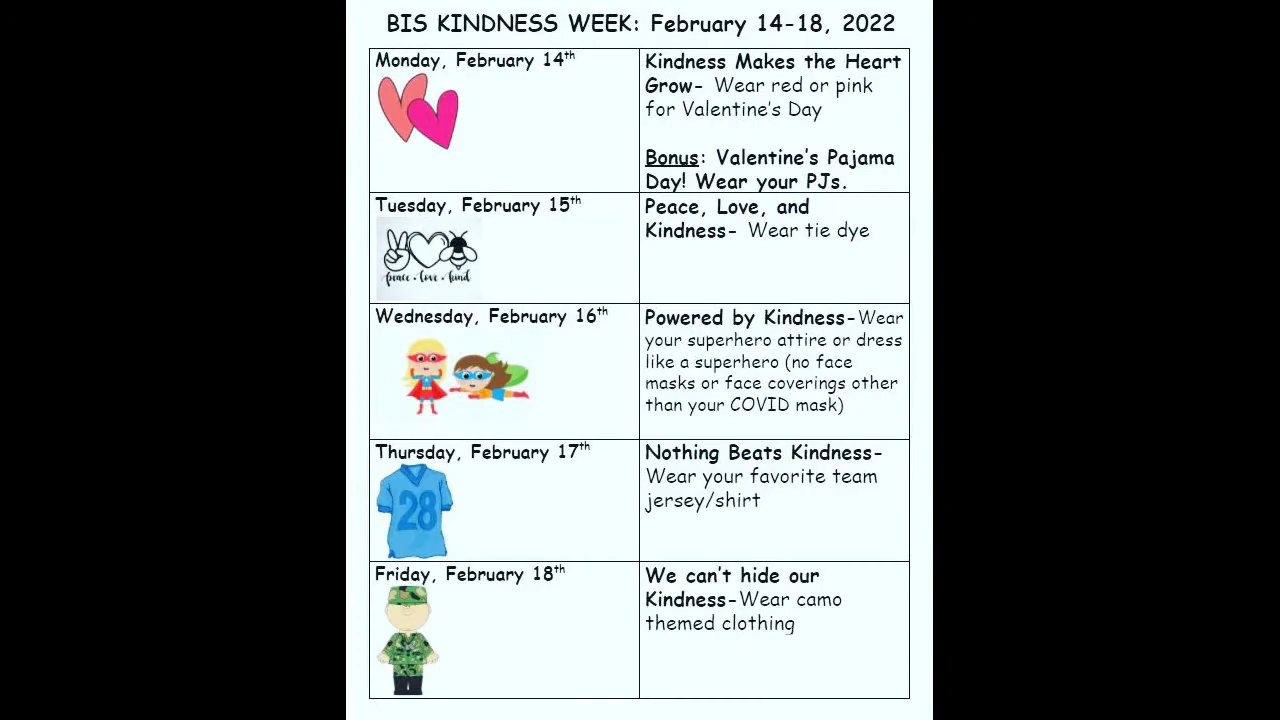 BIS KINDNESS WEEK: February 14-18, 2022
Monday, February 14th
Kindness Makes the Heart
Grow- Wear red or pink
for Valentine's Day
Bonus: Valentine's Pajama
Day! Wear your PJs.
Tuesday, February 15th
peace • love • kind
Peace, Love, and
Kindness- Wear tie dye
Wednesday, February 16th
Powered by Kindness-Wear
your superhero attire or dress
like a superhero (no face
masks or face coverings other
than your COVID mask)
Thursday, February 17th
28
Nothing Beats Kindness-
Wear your favorite team
jersey/shirt
Friday, February 18th
We can't hide our
Kindness-Wear camo
themed clothing